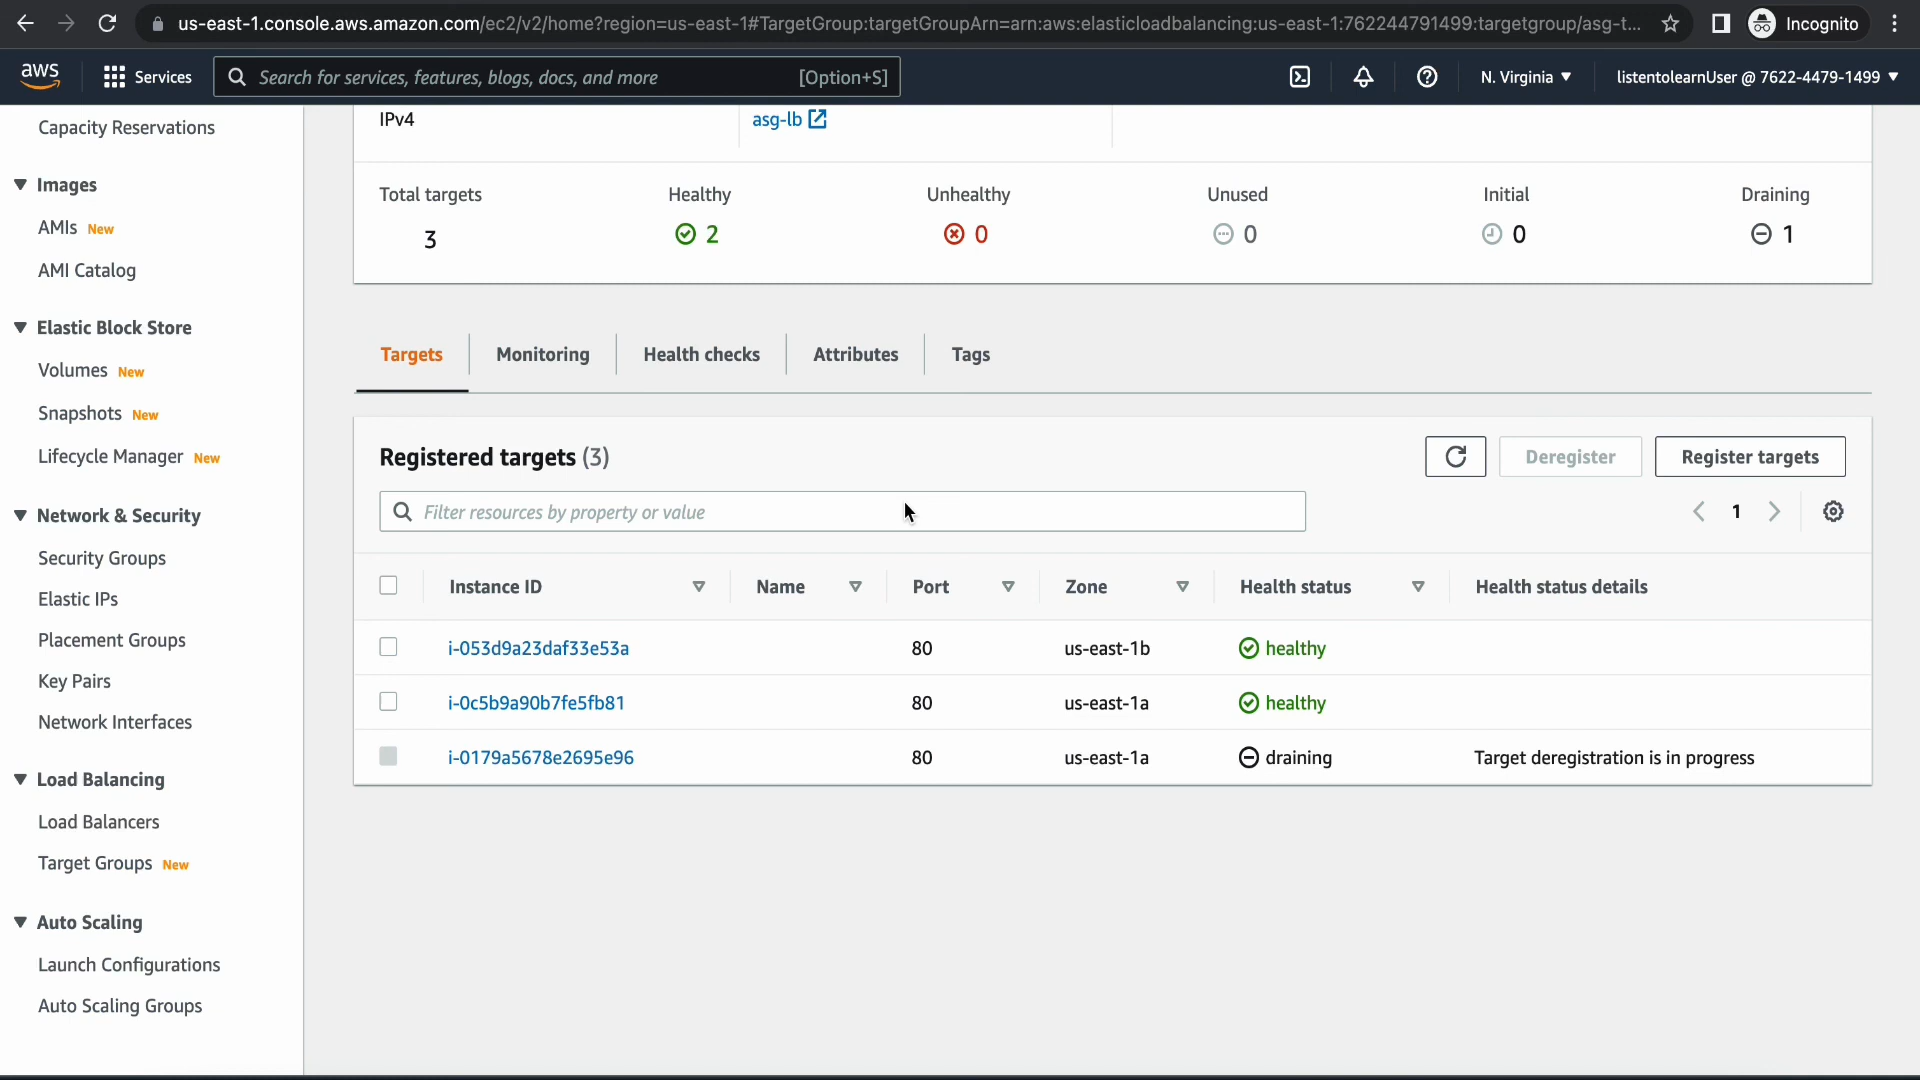 us-east-1.console.aws.amazon.com/ec2/v2/home?region=us-east-1#TargetGroup:targetGroupArn=arn:aws:elasticloadbalancing:us-east-1:762244791499:targetgroup/asg-t...
Incognito
aws
Services
Search for services, features, blogs, docs, and more
[Option+S]
N. Virginia
listentolearnUser @ 7622-4479-1499
Capacity Reservations
Images
AMIs New
AMI Catalog
Elastic Block Store
Volumes New
Snapshots New
Lifecycle Manager New
Network & Security
Security Groups
Elastic IPs
Placement Groups
Key Pairs
Network Interfaces
Load Balancing
Load Balancers
Target Groups New
Auto Scaling
Launch Configurations
Auto Scaling Groups
IPv4
asg-lb
Total targets
Healthy
Unhealthy
Unused
Initial
Draining
3
2
0
0
0
1
Targets
Monitoring
Health checks
Attributes
Tags
Registered targets (3)
Deregister
Register targets
Filter resources by property or value
1
Instance ID
Name
Port
Zone
Health status
Health status details
i-053d9a23daf33e53a 80 us-east-1b healthy
i-0c5b9a90b7fe5fb81 80 us-east-1a healthy
i-0179a5678e2695e96 80 us-east-1a draining Target deregistration is in progress